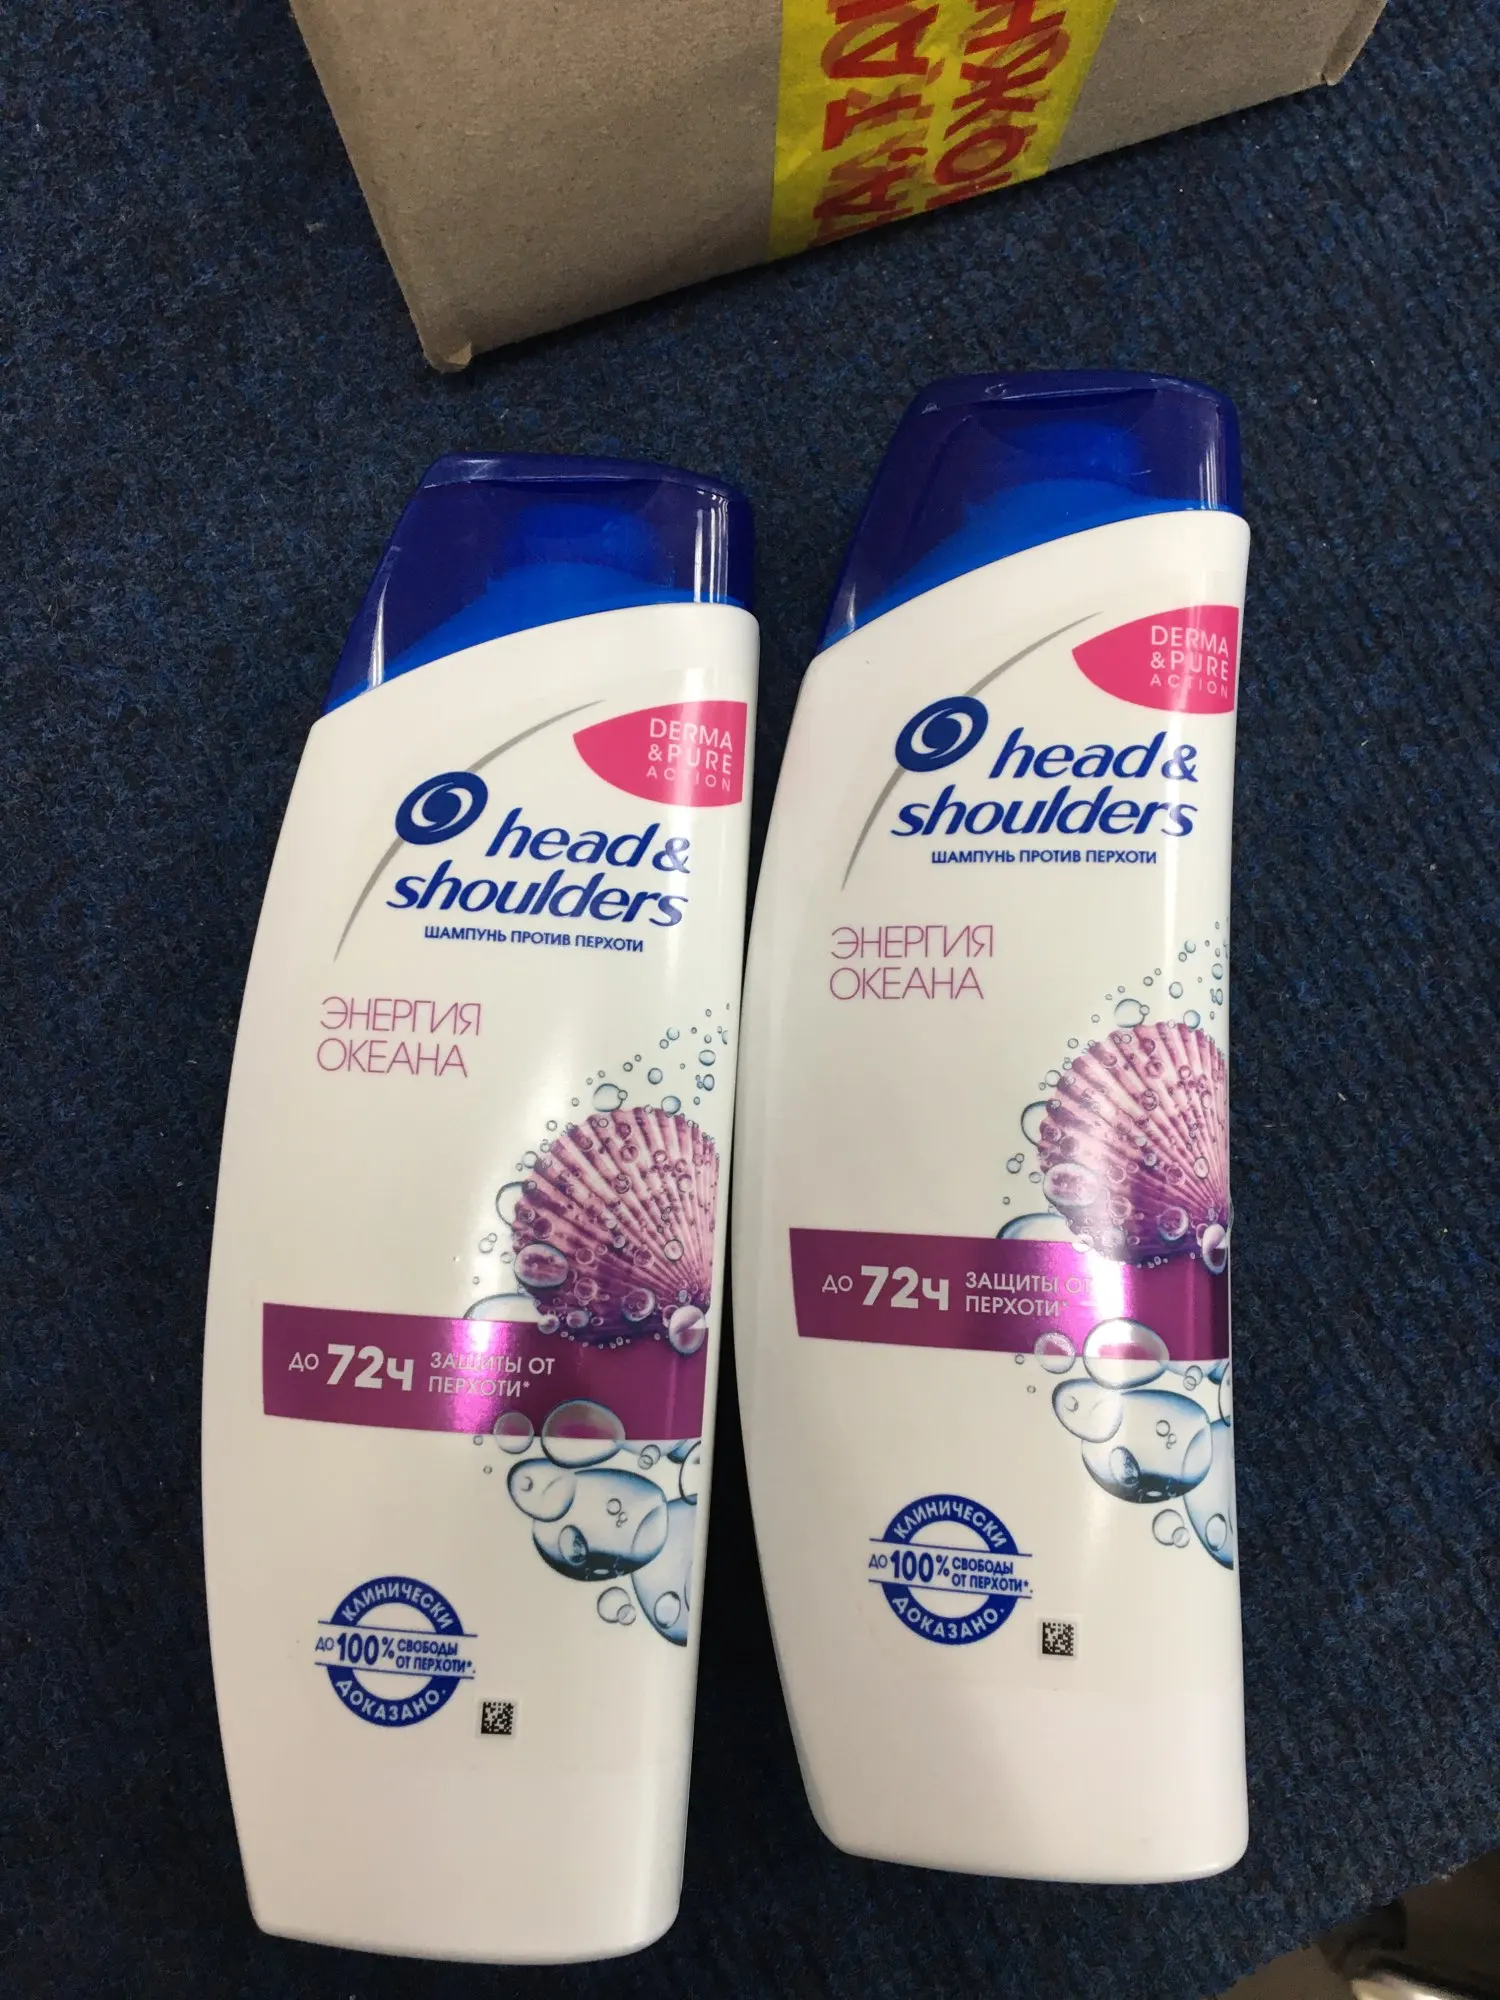 DERMA
&PURE
ACTION
head&
shoulders
ШАМПУНЬ ПРОТИВ ПЕРХОТИ
ЭНЕРГИЯ
ОКЕАНА
ДО 72Ч ЗАЩИТЫ ОТ
ПЕРХОТИ*
КЛИНИЧЕСКИ
ДО 100% СВОБОДЫ
ОТ ПЕРХОТИ*.
ДОКАЗАНО.
DERMA
&PURE
ACTION
head&
shoulders
ШАМПУНЬ ПРОТИВ ПЕРХОТИ
ЭНЕРГИЯ
ОКЕАНА
ДО 72Ч ЗАЩИТЫ ОТ
ПЕРХОТИ*
КЛИНИЧЕСКИ
ДО 100% СВОБОДЫ
ОТ ПЕРХОТИ*.
ДОКАЗАНО.